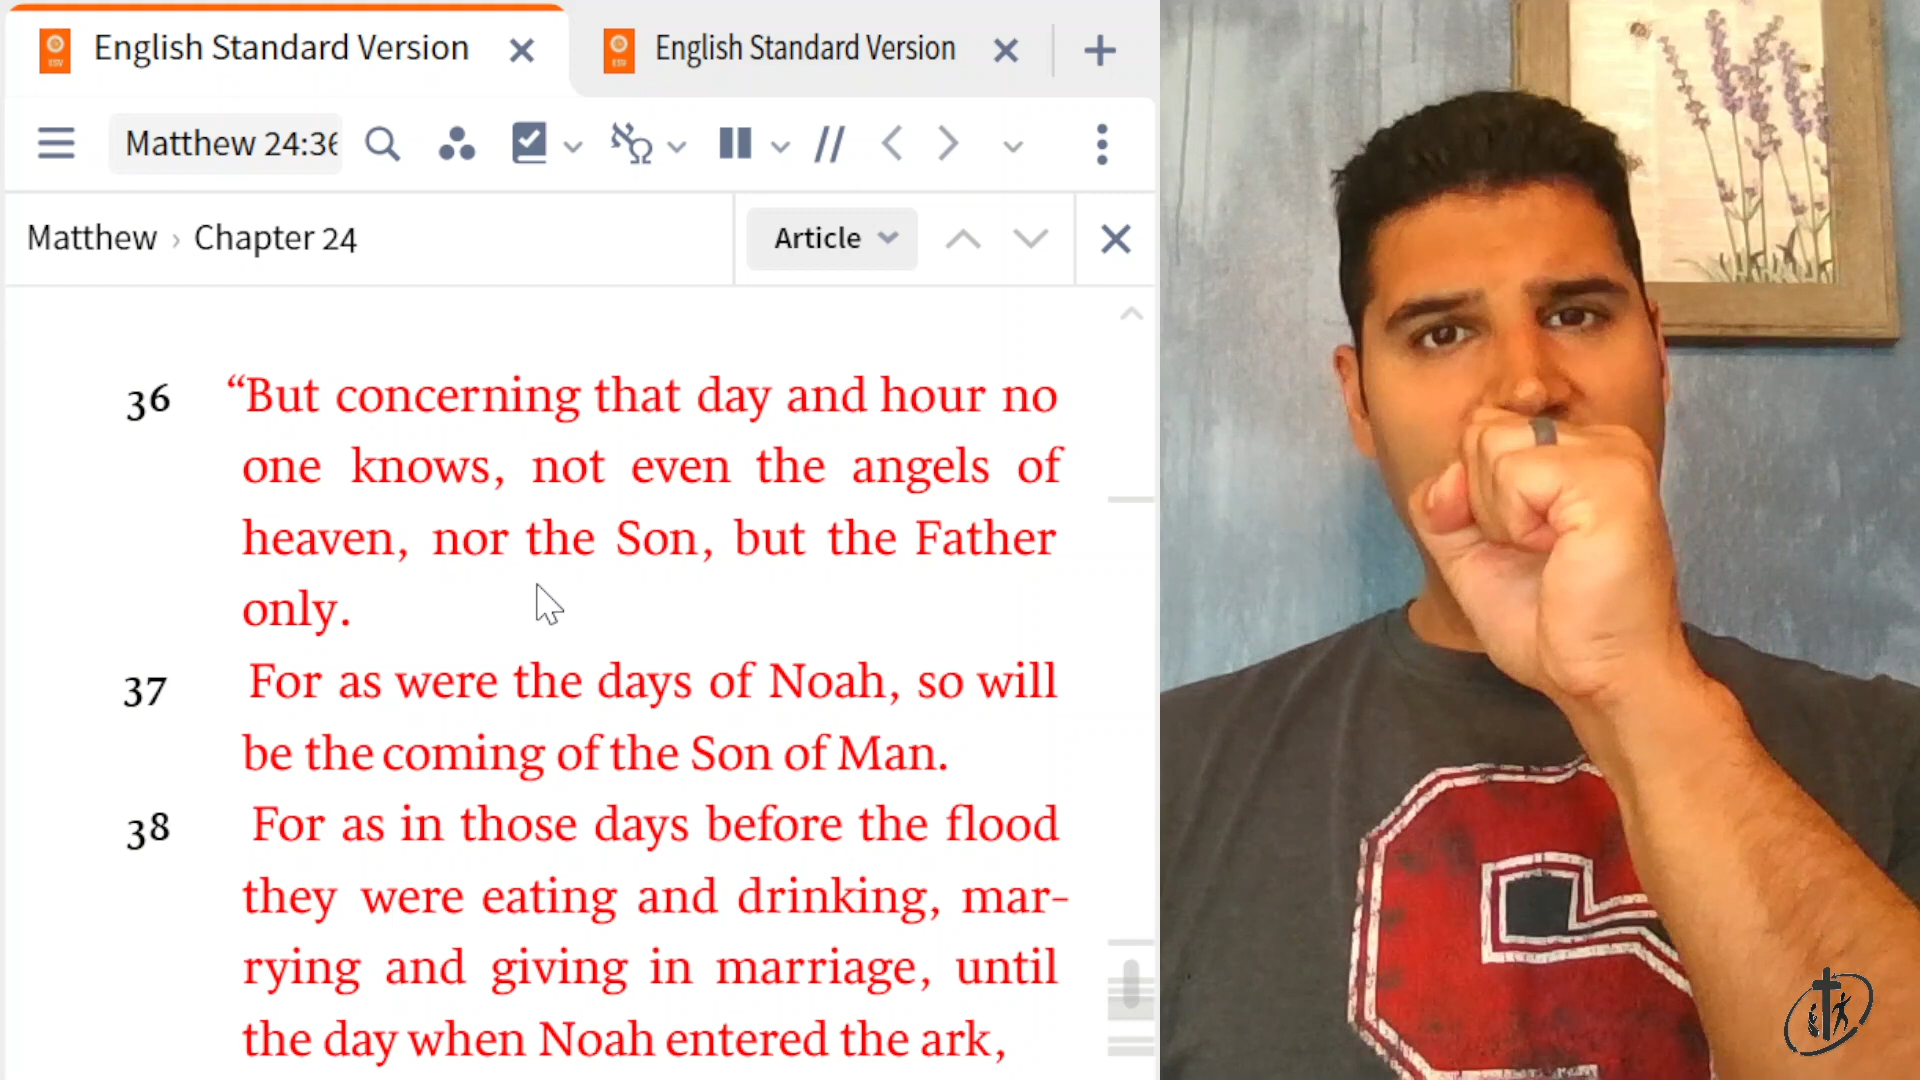 English Standard Version
English Standard Version
Matthew 24:36
Matthew › Chapter 24
Article
36 “But concerning that day and hour no
one knows, not even the angels of
heaven, nor the Son, but the Father
only.
37 For as were the days of Noah, so will
be the coming of the Son of Man.
38 For as in those days before the flood
they were eating and drinking, mar-
rying and giving in marriage, until
the day when Noah entered the ark,